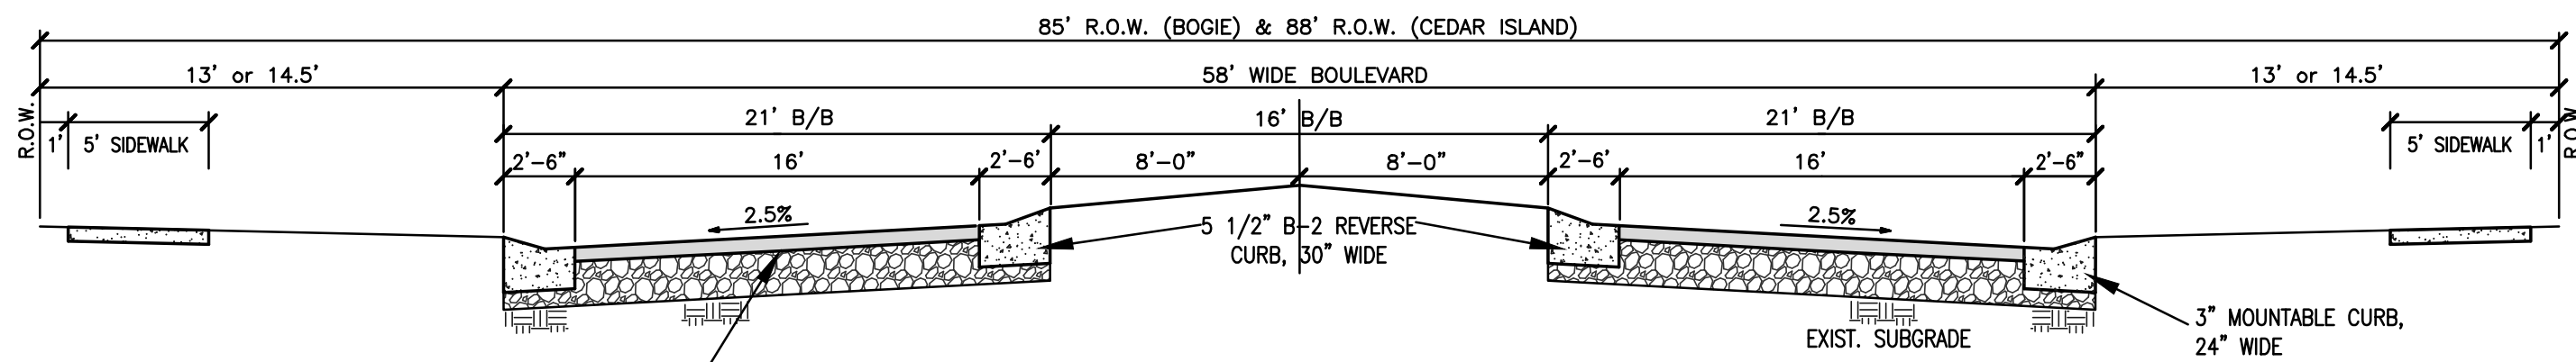 85' R.O.W. (BOGIE) & 88' R.O.W. (CEDAR ISLAND)
13' or 14.5'
58' WIDE BOULEVARD
13' or 14.5'
R.O.W.
1'
5' SIDEWALK
21' B/B
16' B/B
21' B/B
5' SIDEWALK
1'
R.O.W.
2'-6"
16'
2'-6'
8'-0"
8'-0"
2'-6'
16'
2'-6"
2.5%
5 1/2" B-2 REVERSE
CURB, 30" WIDE
2.5%
EXIST. SUBGRADE
3" MOUNTABLE CURB,
24" WIDE